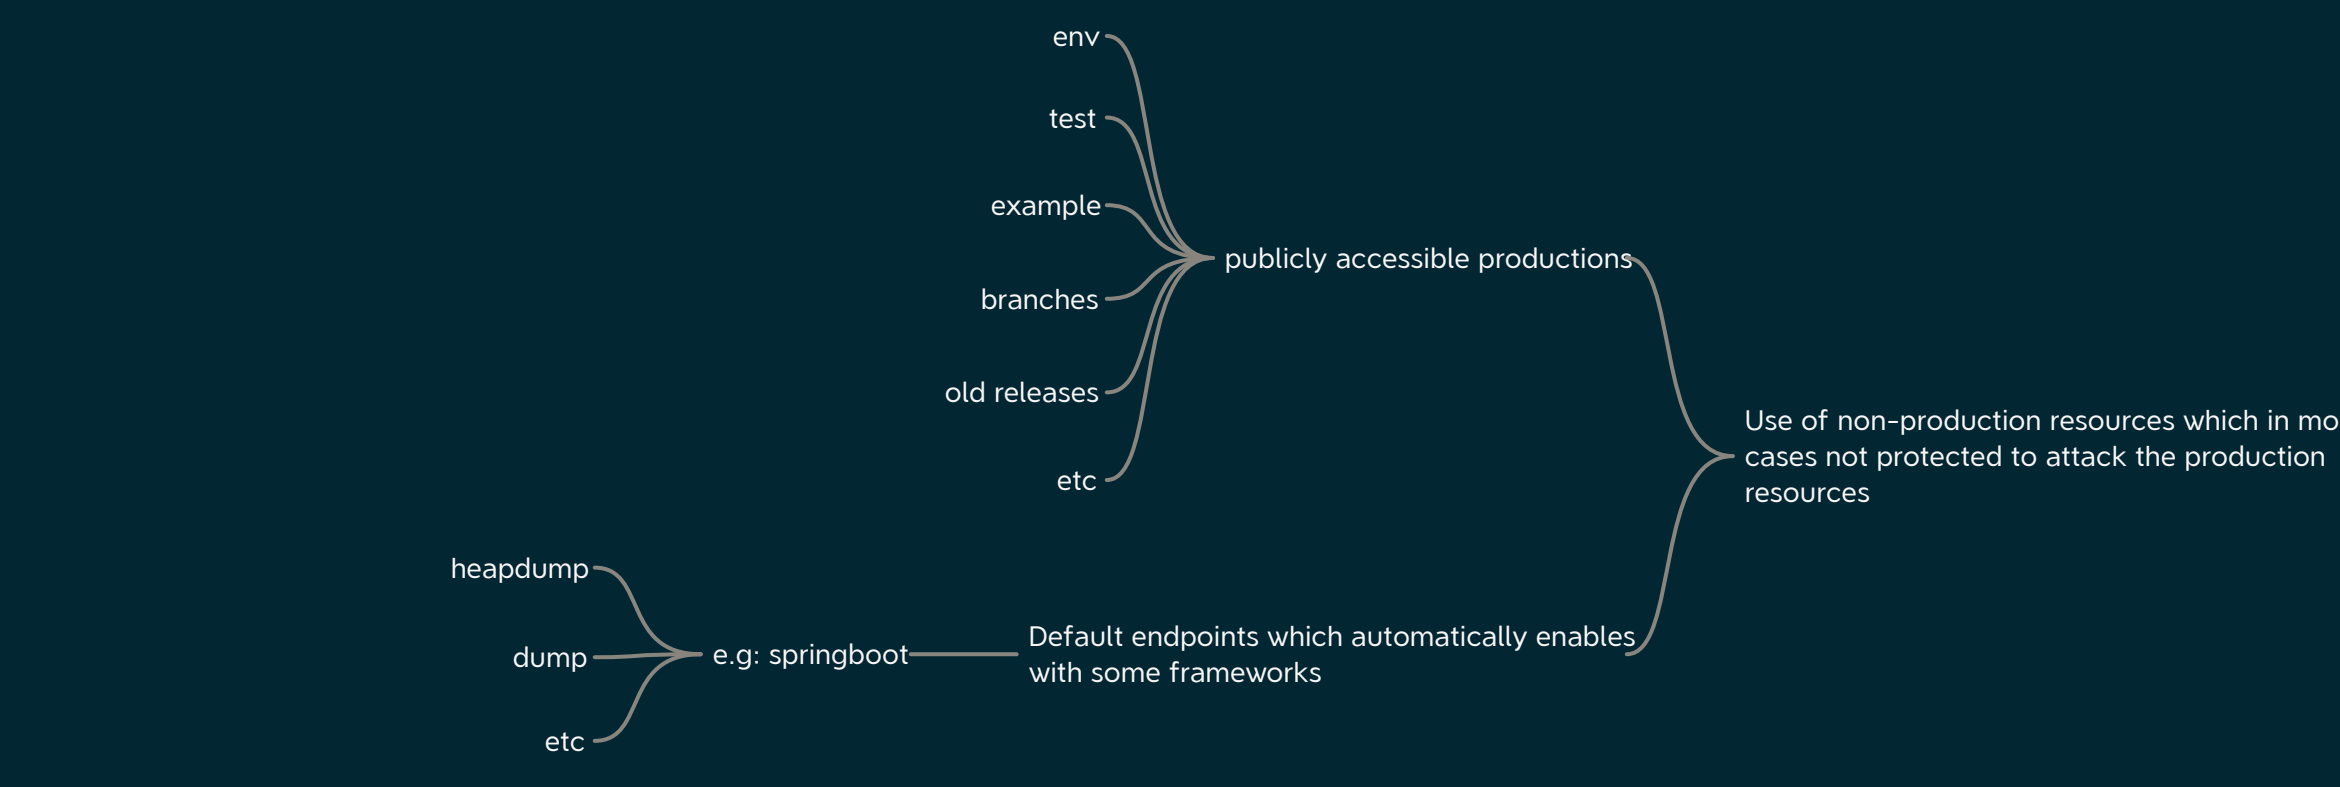 env
test
example
branches
old releases
etc
publicly accessible productions
Use of non-production resources which in mo
cases not protected to attack the production
resources
heapdump
dump
etc
e.g: springboot
Default endpoints which automatically enables
with some frameworks